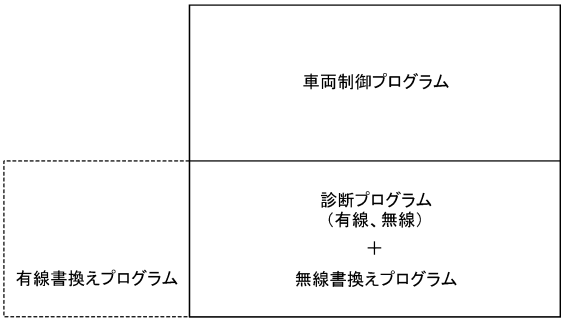 車両制御プログラム
診断プログラム
（有線、無線）
＋
有線書換えプログラム
無線書換えプログラム